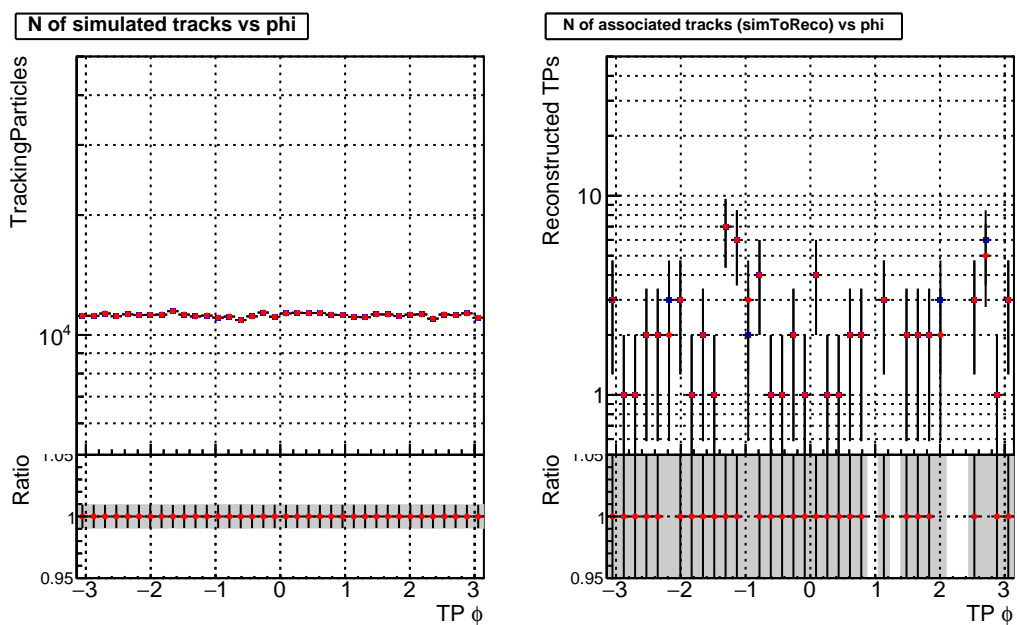 N of simulated tracks vs phi
TrackingParticles
10^4
Ratio
1.05
1
0.95
−3 −2 −1 0 1 2 3
TP ϕ
N of associated tracks (simToReco) vs phi
Reconstructed TPs
10
1
Ratio
1.05
1
0.95
−3 −2 −1 0 1 2 3
TP ϕ